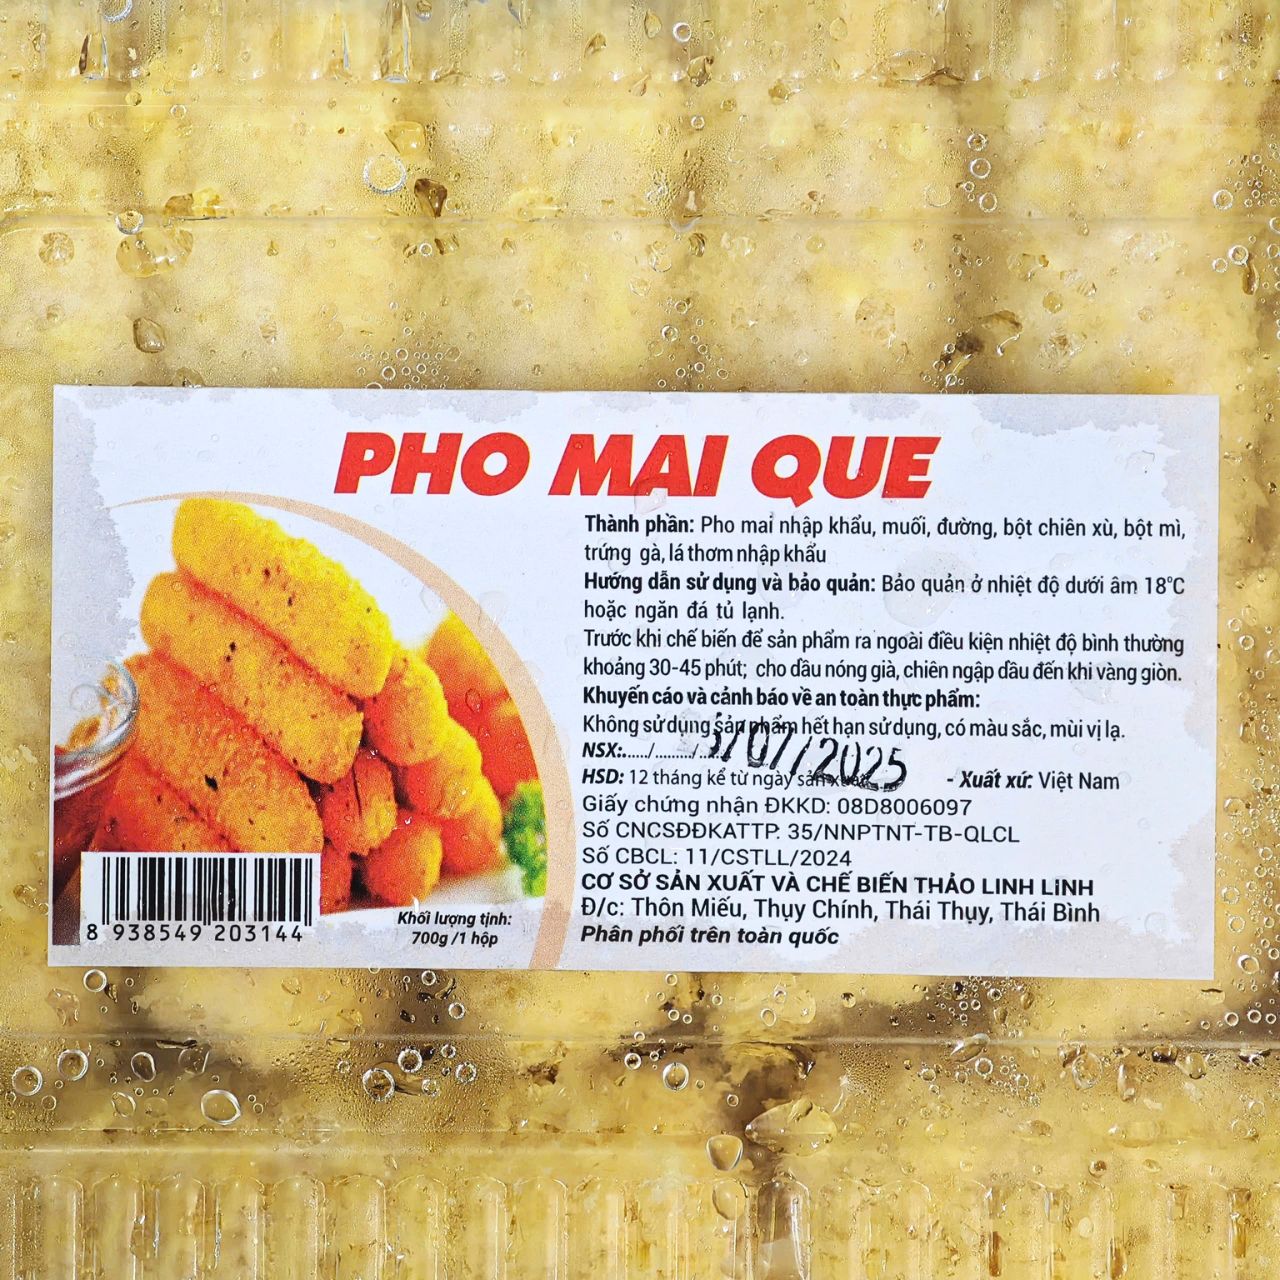 PHO MAI QUE
Thành phần: Pho mai nhập khẩu, muối, đường, bột chiên xù, bột mì,
trứng gà, lá thơm nhập khẩu
Hướng dẫn sử dụng và bảo quản: Bảo quản ở nhiệt độ dưới âm 18°C
hoặc ngăn đá tủ lạnh.
Trước khi chế biến để sản phẩm ra ngoài điều kiện nhiệt độ bình thường
khoảng 30-45 phút; cho dầu nóng già, chiên ngập dầu đến khi vàng giòn.
Khuyến cáo và cảnh báo về an toàn thực phẩm:
Không sử dụng sản phẩm hết hạn sử dụng, có màu sắc, mùi vị lạ.
NSX:....../........./ /07/2025
HSD: 12 tháng kể từ ngày sản xuất - Xuất xứ: Việt Nam
Giấy chứng nhận ĐKKD: 08D8006097
Số CNCSĐĐKATTP: 35/NNPTNT-TB-QLCL
Số CBCL: 11/CSTLL/2024
CƠ SỞ SẢN XUẤT VÀ CHẾ BIẾN THẢO LINH LINH
Đ/c: Thôn Miếu, Thụy Chính, Thái Thụy, Thái Bình
Phân phối trên toàn quốc
Khối lượng tịnh:
700g /1 hộp
8 938549 203144